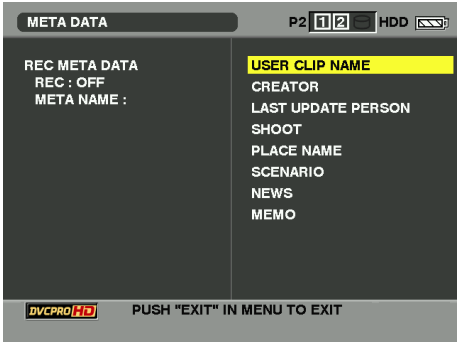 META DATA
P2 1 2 HDD
REC META DATA
REC : OFF
META NAME :
USER CLIP NAME
CREATOR
LAST UPDATE PERSON
SHOOT
PLACE NAME
SCENARIO
NEWS
MEMO
DVCPRO HD PUSH "EXIT" IN MENU TO EXIT